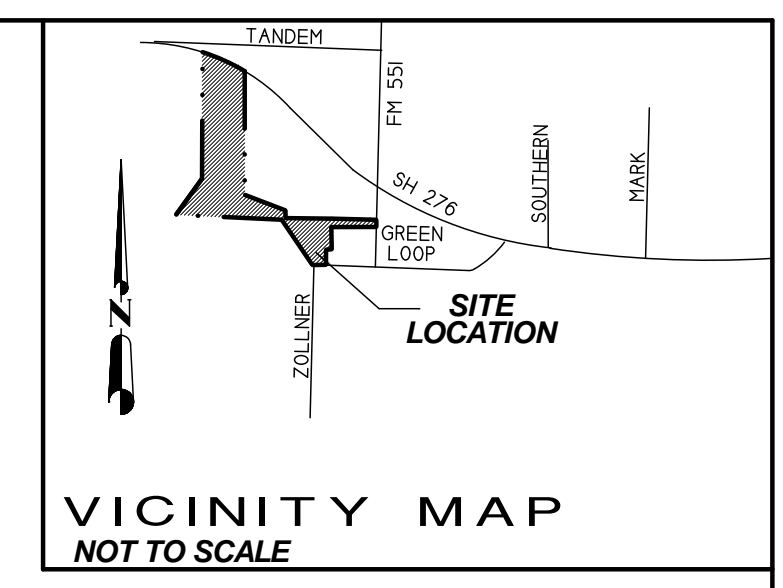 TANDEM
FM 551
SH 276
SOUTHERN
MARK
GREEN
LOOP
SITE
LOCATION
ZOLLNER
N
VICINITY MAP
NOT TO SCALE